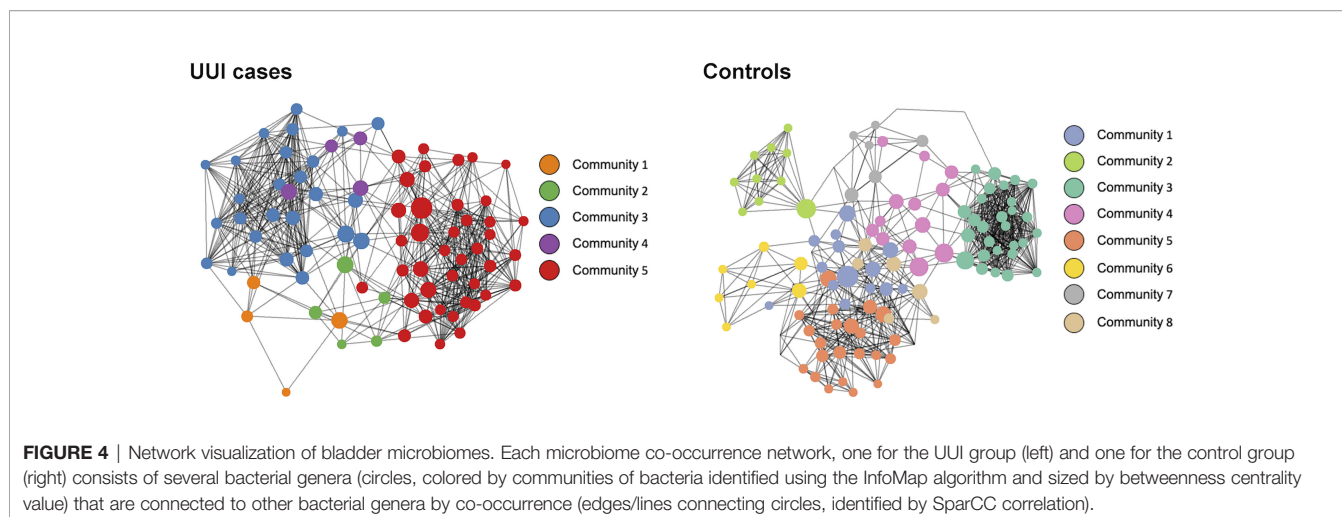 UUI cases
Controls
Community 1
Community 2
Community 3
Community 4
Community 5
Community 1
Community 2
Community 3
Community 4
Community 5
Community 6
Community 7
Community 8
FIGURE 4 | Network visualization of bladder microbiomes. Each microbiome co-occurrence network, one for the UUI group (left) and one for the control group
(right) consists of several bacterial genera (circles, colored by communities of bacteria identified using the InfoMap algorithm and sized by betweenness centrality
value) that are connected to other bacterial genera by co-occurrence (edges/lines connecting circles, identified by SparCC correlation).